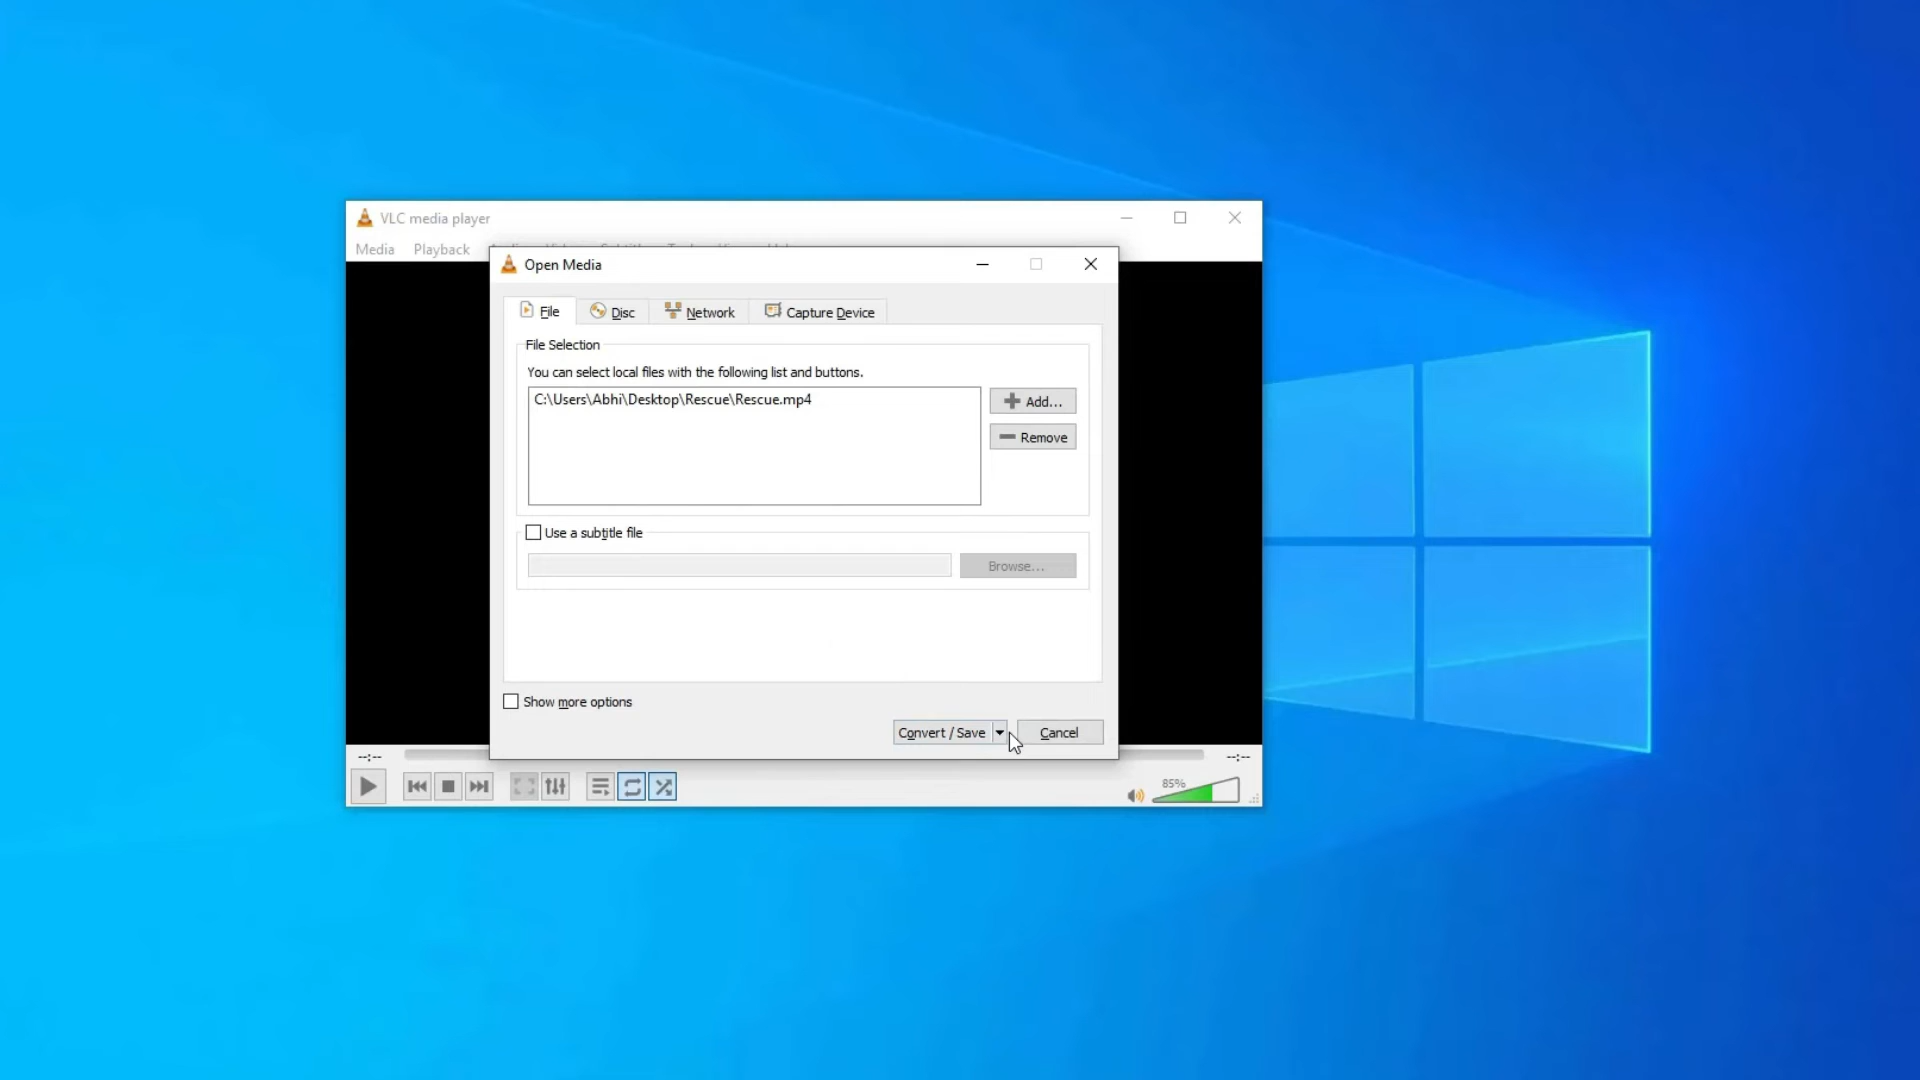 VLC media player
Media Playback
Open Media
File Disc Network Capture Device
File Selection
You can select local files with the following list and buttons.
C:\Users\Abhi\Desktop\Rescue\Rescue.mp4
Add...
Remove
Use a subtitle file
Browse...
Show more options
Convert / Save Cancel
--:-- --:--
85%